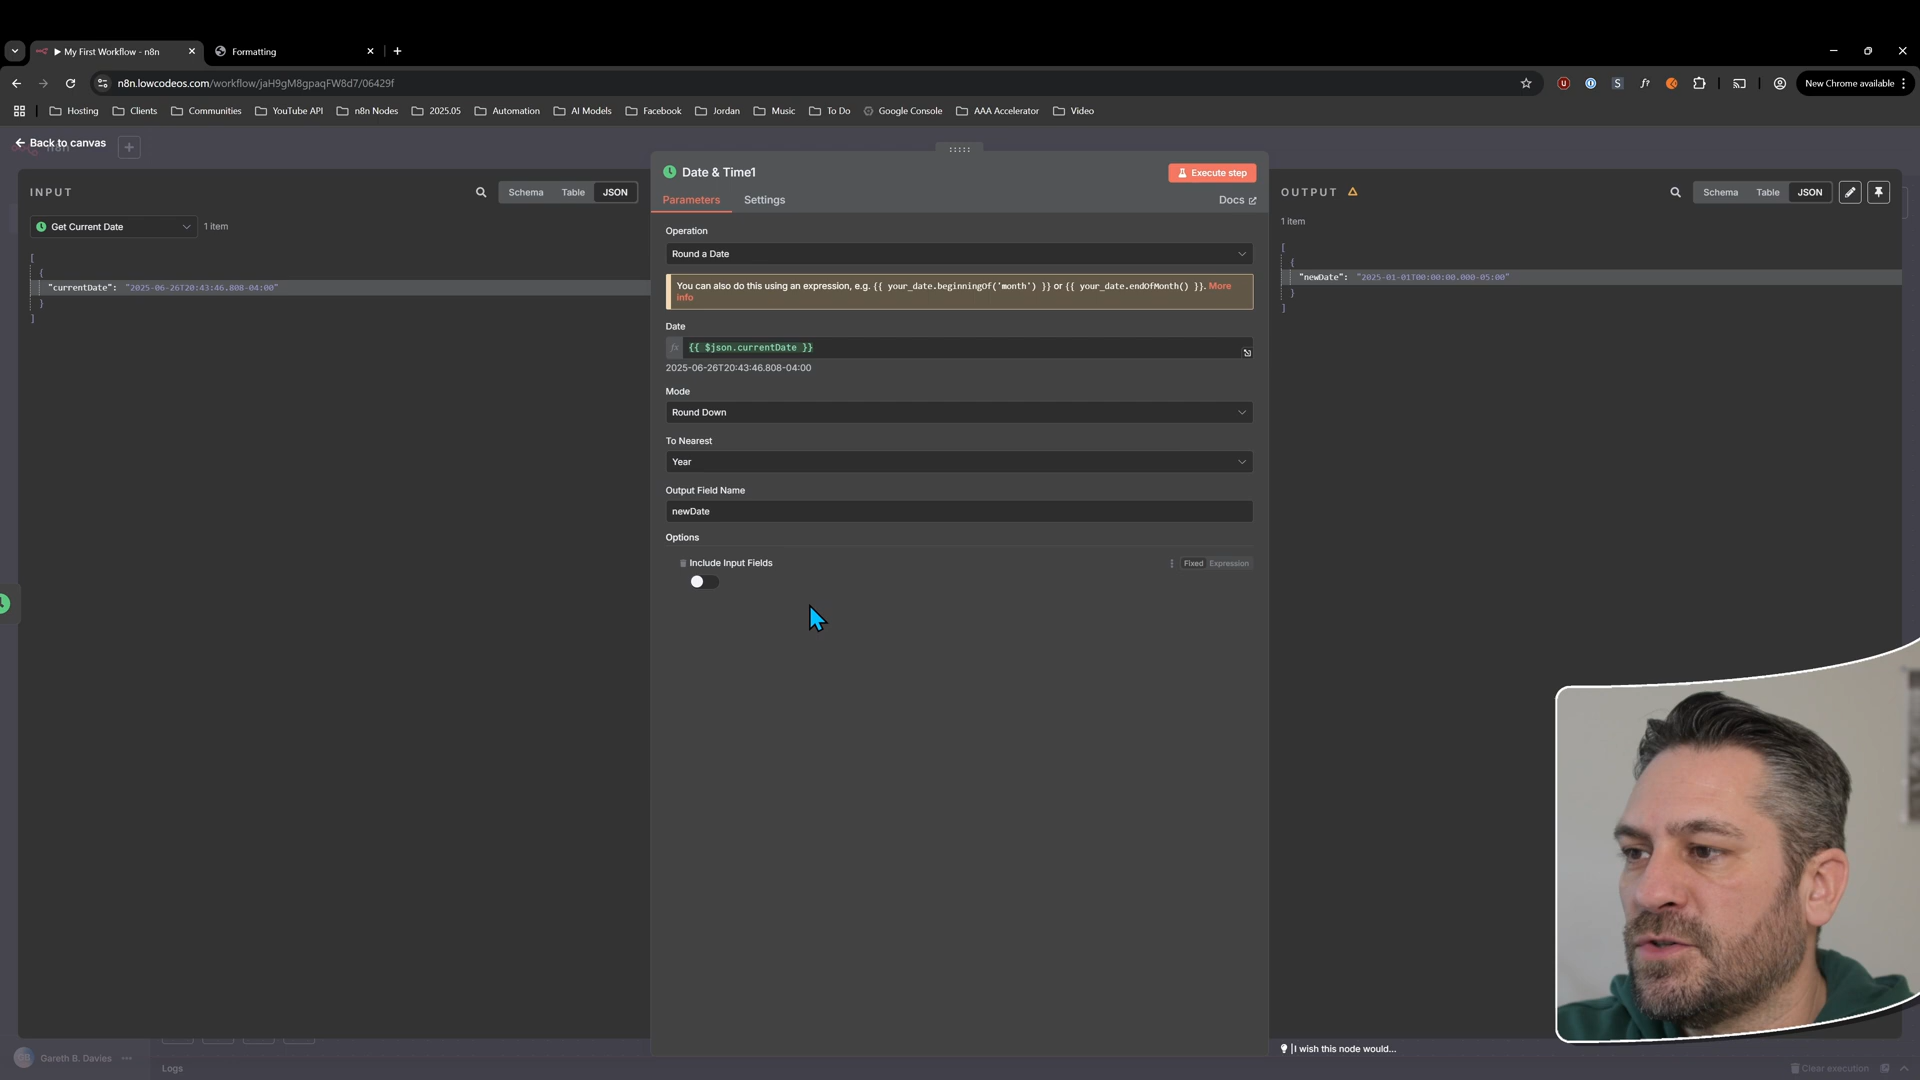 ▶ My First Workflow - n8n
Formatting
n8n.lowcodeos.com/workflow/jaH9gM8gpaqFW8d7/06429f
New Chrome available
Hosting
Clients
Communities
YouTube API
n8n Nodes
2025.05
Automation
AI Models
Facebook
Jordan
Music
To Do
Google Console
AAA Accelerator
Video
Back to canvas
INPUT
Schema
Table
JSON
Get Current Date
1 item
[
{
"currentDate": "2025-06-26T20:43:46.808-04:00"
}
]
Date & Time1
Execute step
Parameters
Settings
Docs
Operation
Round a Date
You can also do this using an expression, e.g. {{ your_date.beginningOf('month') }} or {{ your_date.endOfMonth() }}. More
info
Date
fx {{ $json.currentDate }}
2025-06-26T20:43:46.808-04:00
Mode
Round Down
To Nearest
Year
Output Field Name
newDate
Options
Include Input Fields
Fixed
Expression
OUTPUT
Schema
Table
JSON
1 item
[
{
"newDate": "2025-01-01T00:00:00.000-05:00"
}
]
Gareth B. Davies
Logs
I wish this node would...
Clear execution